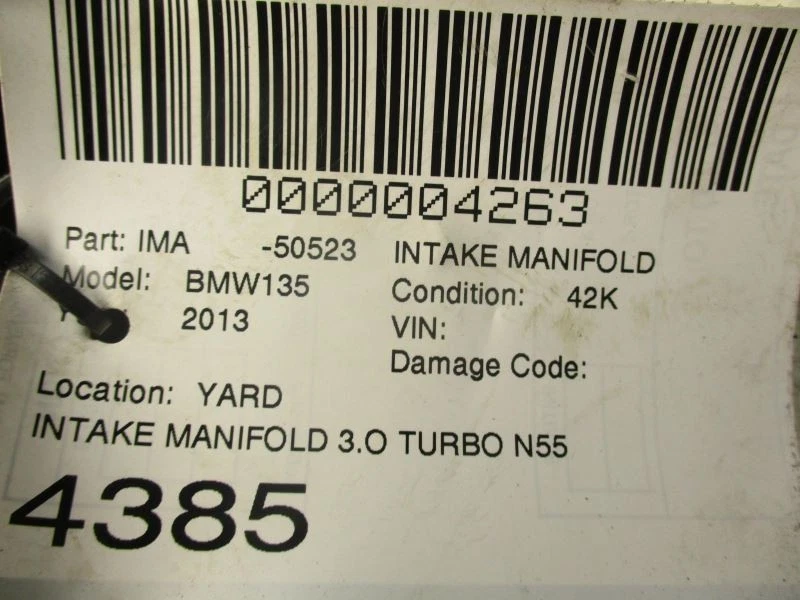 0000004263
Part: IMA -50523 INTAKE MANIFOLD
Model: BMW135 Condition: 42K
2013 VIN:
Damage Code:
Location: YARD
INTAKE MANIFOLD 3.O TURBO N55
4385